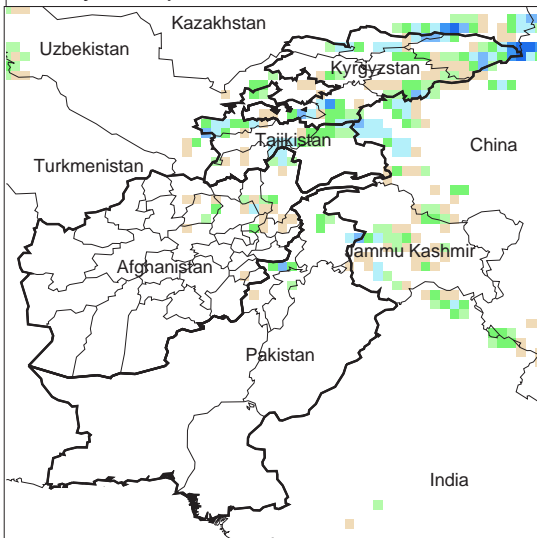 Kazakhstan
Uzbekistan
Kyrgyzstan
Tajikistan
China
Turkmenistan
Jammu Kashmir
Afghanistan
Pakistan
India